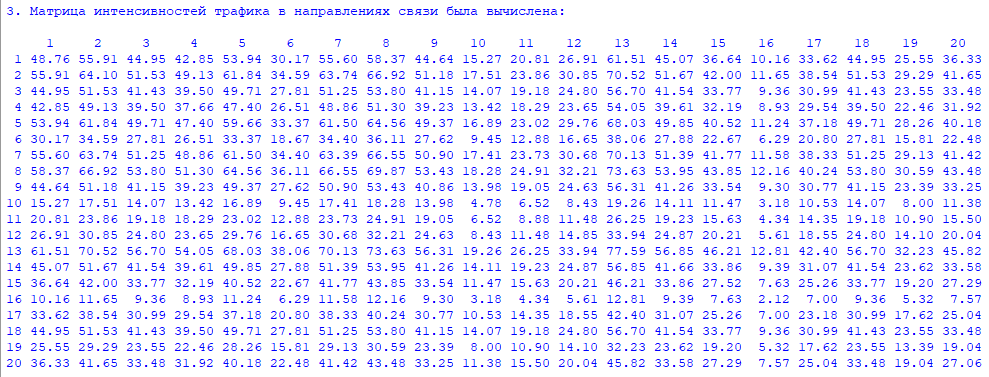 3. Матрица интенсивностей трафика в направлениях связи была вычислена:
1 2 3 4 5 6 7 8 9 10 11 12 13 14 15 16 17 18 19 20
1 48.76 55.91 44.95 42.85 53.94 30.17 55.60 58.37 44.64 15.27 20.81 26.91 61.51 45.07 36.64 10.16 33.62 44.95 25.55 36.33
2 55.91 64.10 51.53 49.13 61.84 34.59 63.74 66.92 51.18 17.51 23.86 30.85 70.52 51.67 42.00 11.65 38.54 51.53 29.29 41.65
3 44.95 51.53 41.43 39.50 49.71 27.81 51.25 53.80 41.15 14.07 19.18 24.80 56.70 41.54 33.77 9.36 30.99 41.43 23.55 33.48
4 42.85 49.13 39.50 37.66 47.40 26.51 48.86 51.30 39.23 13.42 18.29 23.65 54.05 39.61 32.19 8.93 29.54 39.50 22.46 31.92
5 53.94 61.84 49.71 47.40 59.66 33.37 61.50 64.56 49.37 16.89 23.02 29.76 68.03 49.85 40.52 11.24 37.18 49.71 28.26 40.18
6 30.17 34.59 27.81 26.51 33.37 18.67 34.40 36.11 27.62 9.45 12.88 16.65 38.06 27.88 22.67 6.29 20.80 27.81 15.81 22.48
7 55.60 63.74 51.25 48.86 61.50 34.40 63.39 66.55 50.90 17.41 23.73 30.68 70.13 51.39 41.77 11.58 38.33 51.25 29.13 41.42
8 58.37 66.92 53.80 51.30 64.56 36.11 66.55 69.87 53.43 18.28 24.91 32.21 73.63 53.95 43.85 12.16 40.24 53.80 30.59 43.48
9 44.64 51.18 41.15 39.23 49.37 27.62 50.90 53.43 40.86 13.98 19.05 24.63 56.31 41.26 33.54 9.30 30.77 41.15 23.39 33.25
10 15.27 17.51 14.07 13.42 16.89 9.45 17.41 18.28 13.98 4.78 6.52 8.43 19.26 14.11 11.47 3.18 10.53 14.07 8.00 11.38
11 20.81 23.86 19.18 18.29 23.02 12.88 23.73 24.91 19.05 6.52 8.88 11.48 26.25 19.23 15.63 4.34 14.35 19.18 10.90 15.50
12 26.91 30.85 24.80 23.65 29.76 16.65 30.68 32.21 24.63 8.43 11.48 14.85 33.94 24.87 20.21 5.61 18.55 24.80 14.10 20.04
13 61.51 70.52 56.70 54.05 68.03 38.06 70.13 73.63 56.31 19.26 26.25 33.94 77.59 56.85 46.21 12.81 42.40 56.70 32.23 45.82
14 45.07 51.67 41.54 39.61 49.85 27.88 51.39 53.95 41.26 14.11 19.23 24.87 56.85 41.66 33.86 9.39 31.07 41.54 23.62 33.58
15 36.64 42.00 33.77 32.19 40.52 22.67 41.77 43.85 33.54 11.47 15.63 20.21 46.21 33.86 27.52 7.63 25.26 33.77 19.20 27.29
16 10.16 11.65 9.36 8.93 11.24 6.29 11.58 12.16 9.30 3.18 4.34 5.61 12.81 9.39 7.63 2.12 7.00 9.36 5.32 7.57
17 33.62 38.54 30.99 29.54 37.18 20.80 38.33 40.24 30.77 10.53 14.35 18.55 42.40 31.07 25.26 7.00 23.18 30.99 17.62 25.04
18 44.95 51.53 41.43 39.50 49.71 27.81 51.25 53.80 41.15 14.07 19.18 24.80 56.70 41.54 33.77 9.36 30.99 41.43 23.55 33.48
19 25.55 29.29 23.55 22.46 28.26 15.81 29.13 30.59 23.39 8.00 10.90 14.10 32.23 23.62 19.20 5.32 17.62 23.55 13.39 19.04
20 36.33 41.65 33.48 31.92 40.18 22.48 41.42 43.48 33.25 11.38 15.50 20.04 45.82 33.58 27.29 7.57 25.04 33.48 19.04 27.06